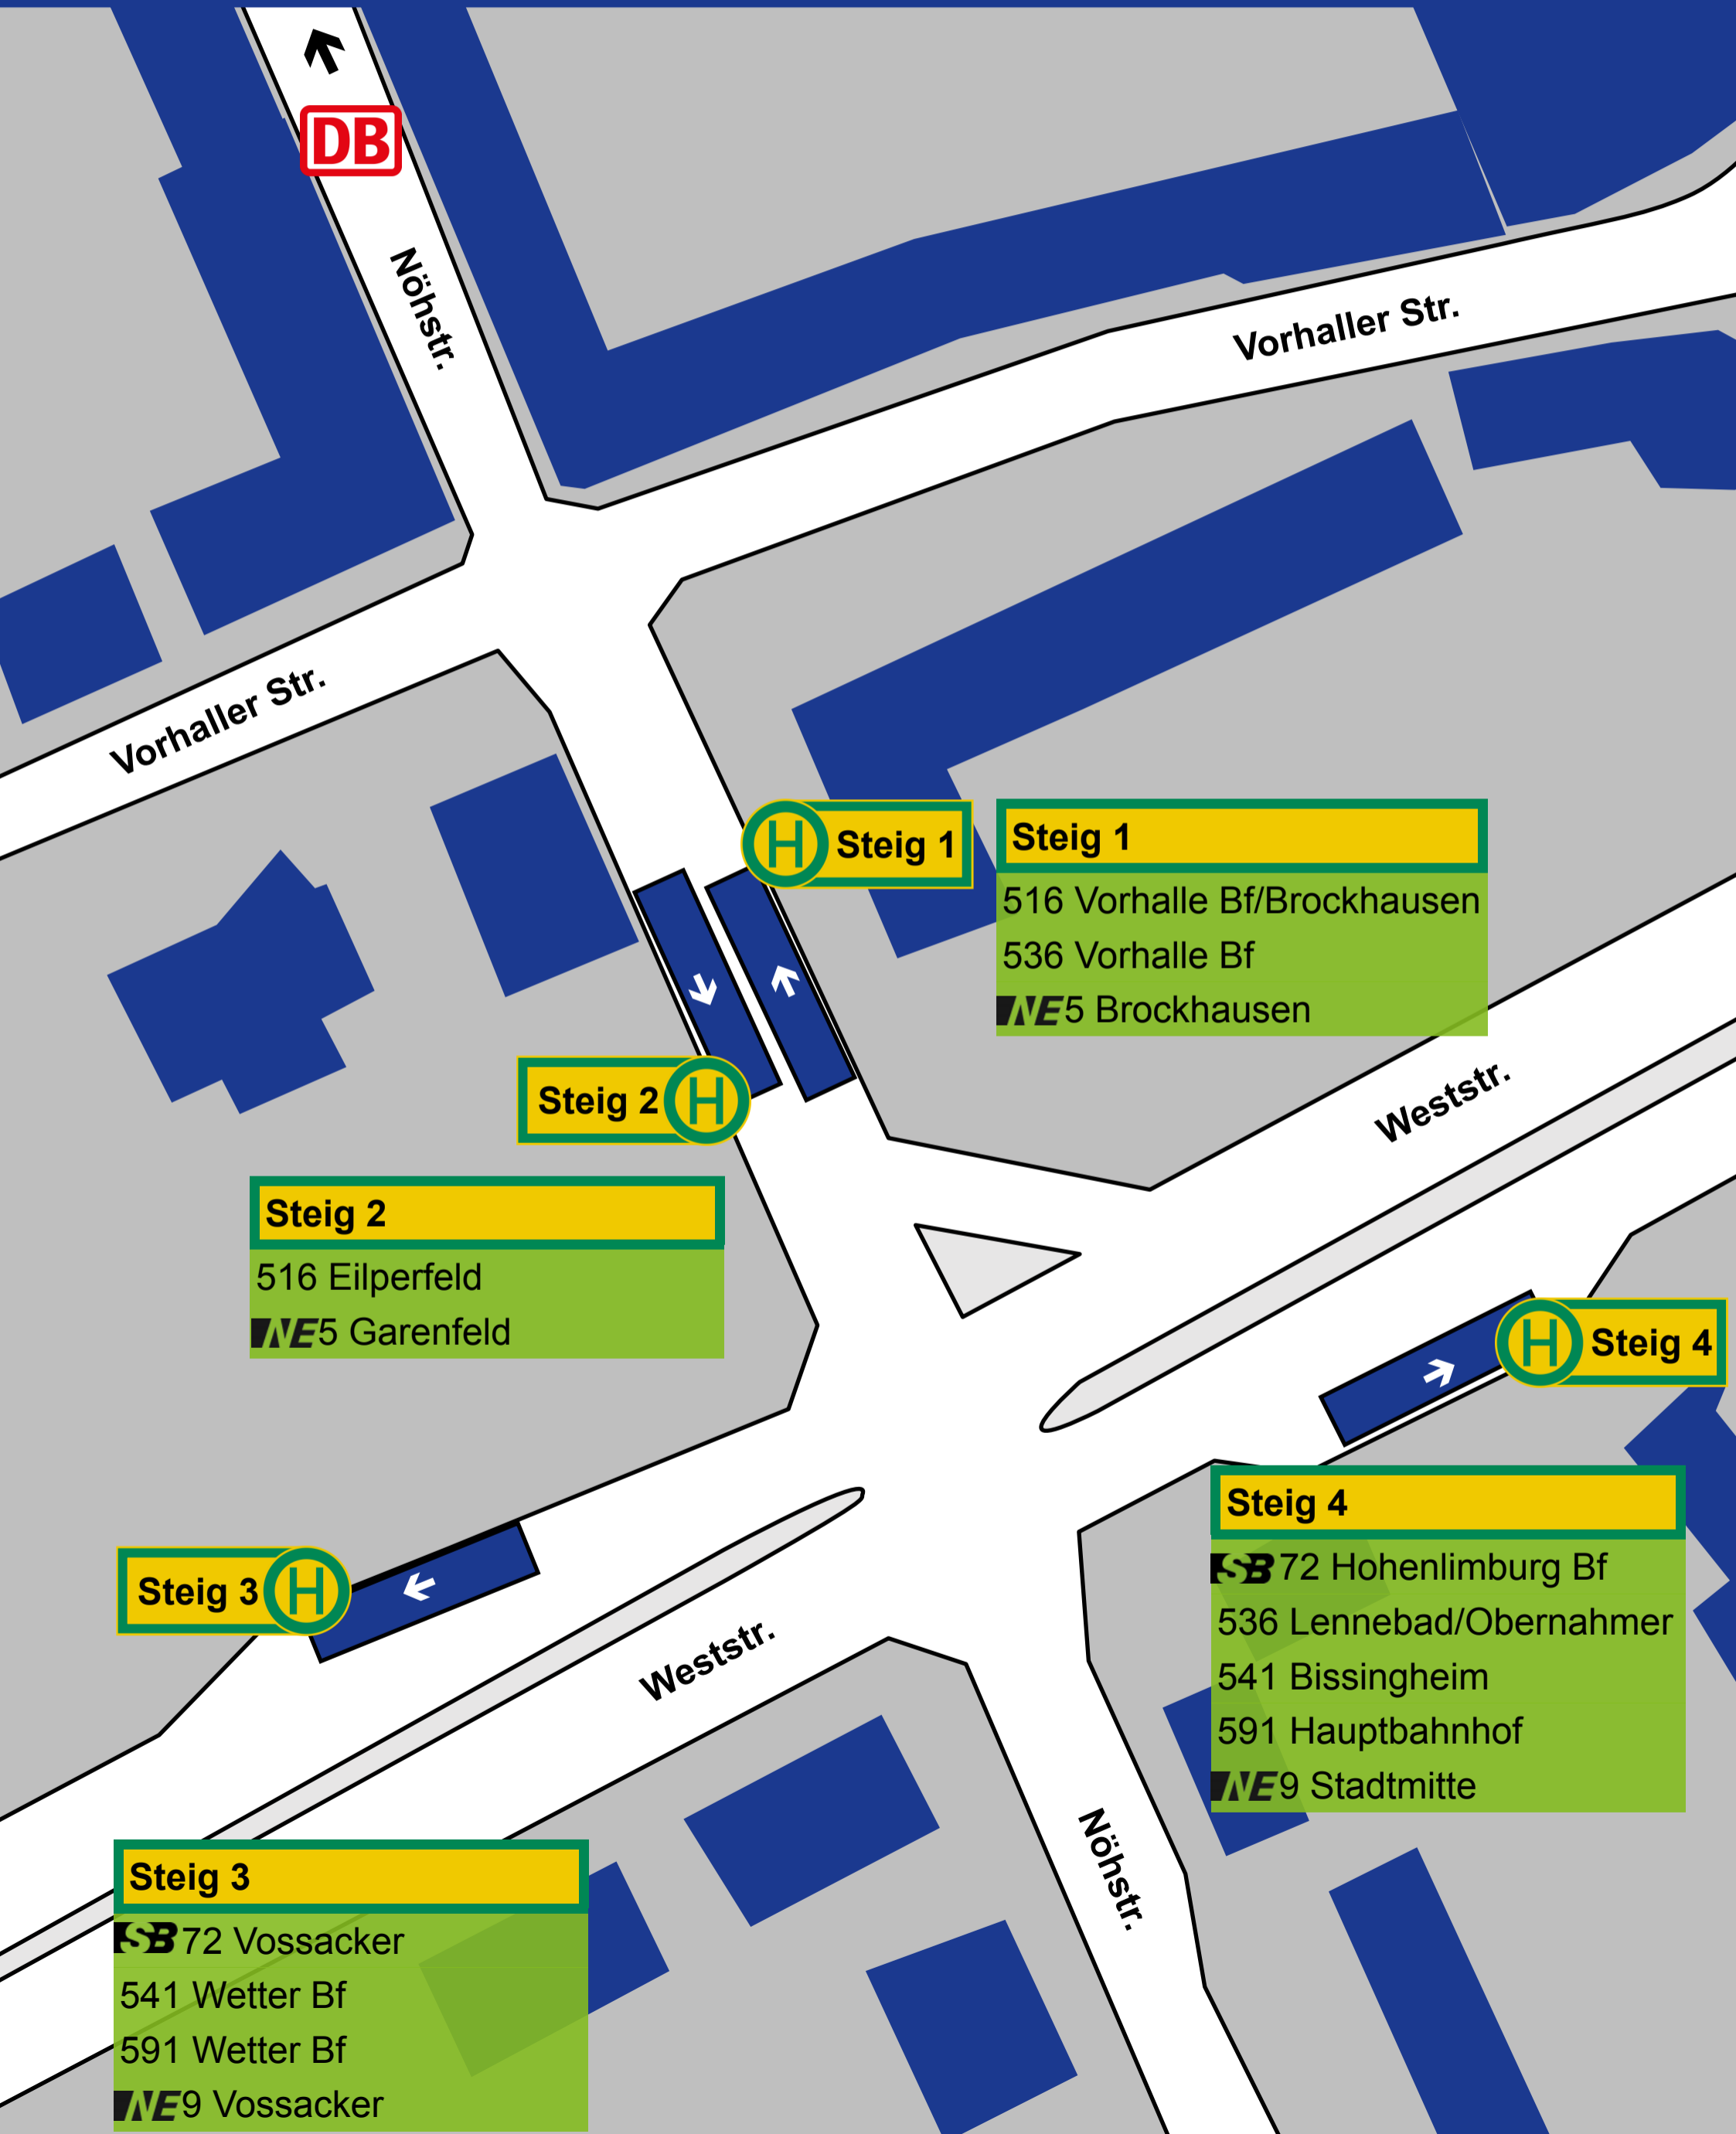 DB
Nöhstr.
Vorhaller Str.
Vorhaller Str.
H Steig 1
Steig 1
516 Vorhalle Bf/Brockhausen
536 Vorhalle Bf
NE5 Brockhausen
Steig 2 H
Weststr.
Steig 2
516 Eilperfeld
NE5 Garenfeld
H Steig 4
Steig 4
SB72 Hohenlimburg Bf
536 Lennebad/Obernahmer
541 Bissingheim
591 Hauptbahnhof
NE9 Stadtmitte
Steig 3 H
Weststr.
Nöhstr.
Steig 3
SB72 Vossacker
541 Wetter Bf
591 Wetter Bf
NE9 Vossacker